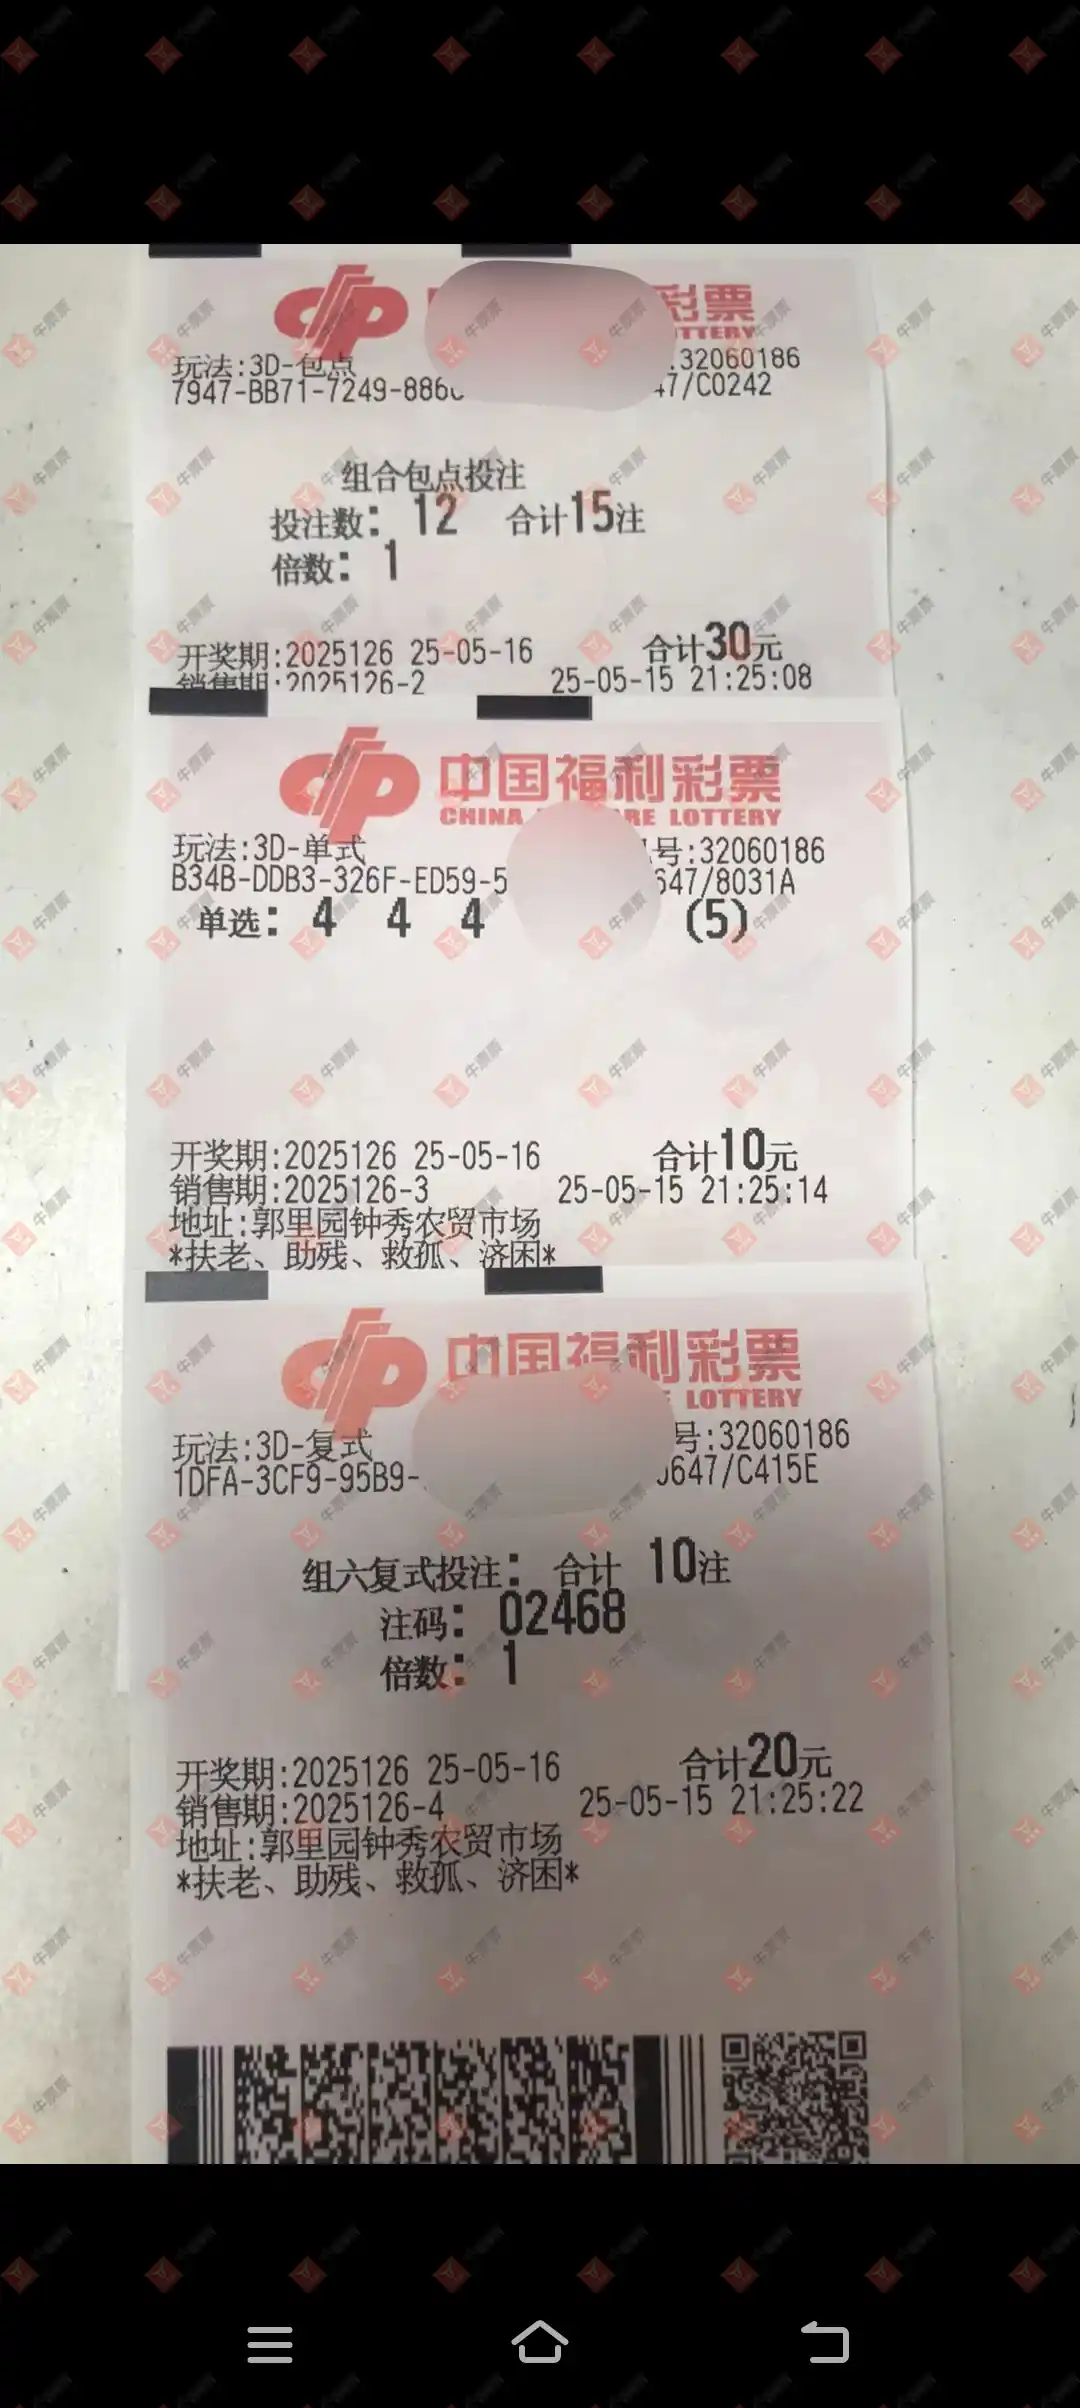 彩票
TTERY
玩法:3D-包点
.32060186
7947-BB71-7249-886
47/C0242
组合包点投注
投注数: 12 合计15注
倍数: 1
开奖期:2025126 25-05-16 合计30元
销售期:2025126-2 25-05-15 21:25:08
中国福利彩票
CHINA RE LOTTERY
玩法:3D-单式 号:32060186
B34B-DDB3-326F-ED59-5 647/8031A
单选: 4 4 4 (5)
开奖期:2025126 25-05-16 合计10元
销售期:2025126-3 25-05-15 21:25:14
地址:郭里园钟秀农贸市场
*扶老、助残、救孤、济困*
中国福利彩票
LOTTERY
玩法:3D-复式 号:32060186
1DFA-3CF9-95B9- 0647/C415E
组六复式投注: 合计 10注
注码: 02468
倍数: 1
开奖期:2025126 25-05-16 合计20元
销售期:2025126-4 25-05-15 21:25:22
地址:郭里园钟秀农贸市场
*扶老、助残、救孤、济困*
牛票票